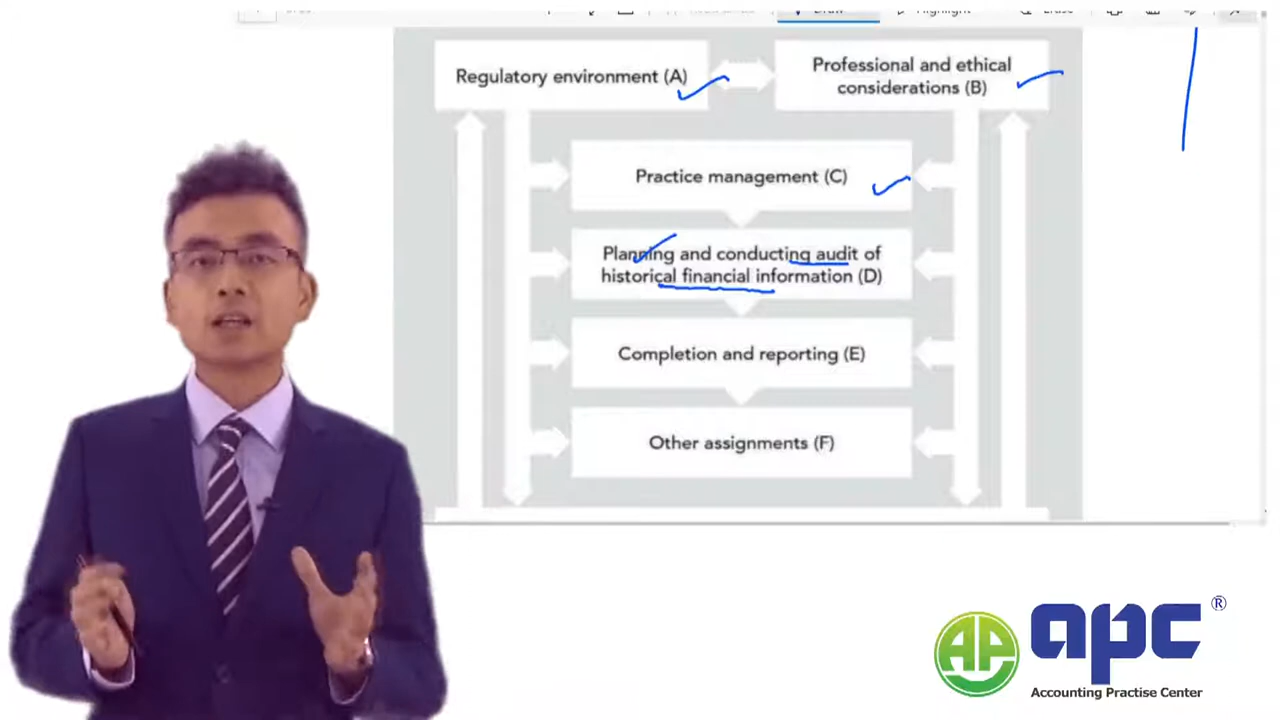 Regulatory environment (A)
Professional and ethical
considerations (B)
Practice management (C)
Planning and conducting audit of
historical financial information (D)
Completion and reporting (E)
Other assignments (F)
AP
apc®
Accounting Practise Center